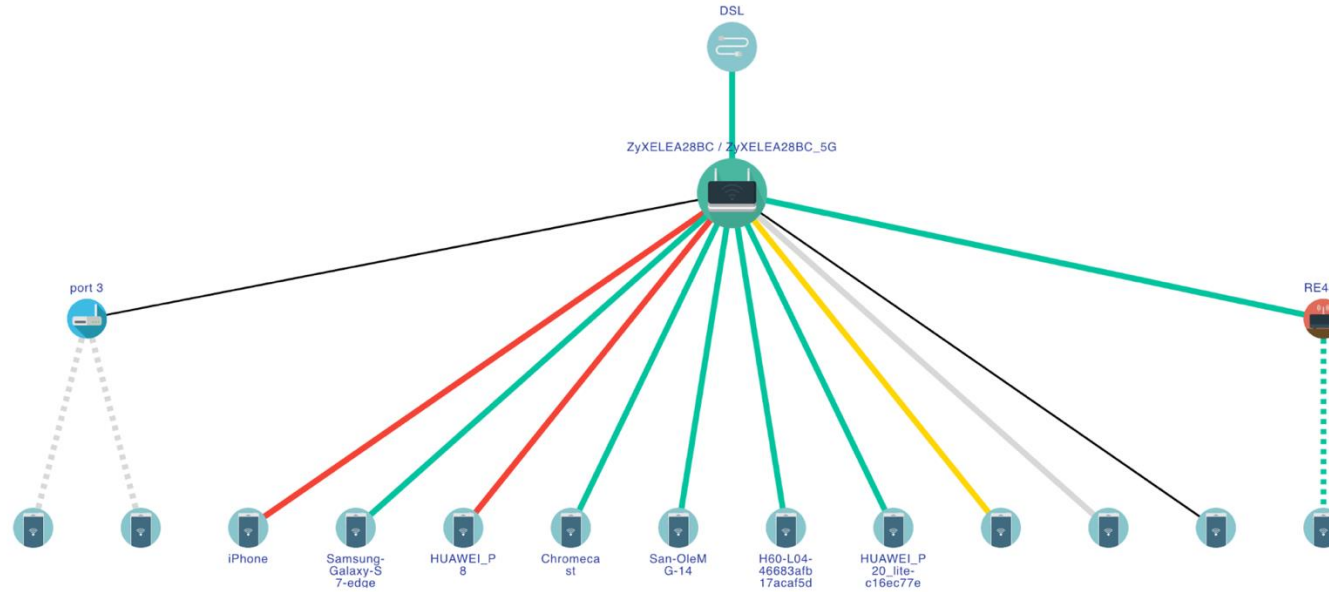 DSL
ZyXELEA28BC / ZyXELEA28BC_5G
port 3
RE4
iPhone
Samsung-
Galaxy-S
7-edge
HUAWEI_P
8
Chromeca
st
San-OleM
G-14
H60-L04-
46683afb
17acaf5d
HUAWEI_P
20_lite-
c16ec77e